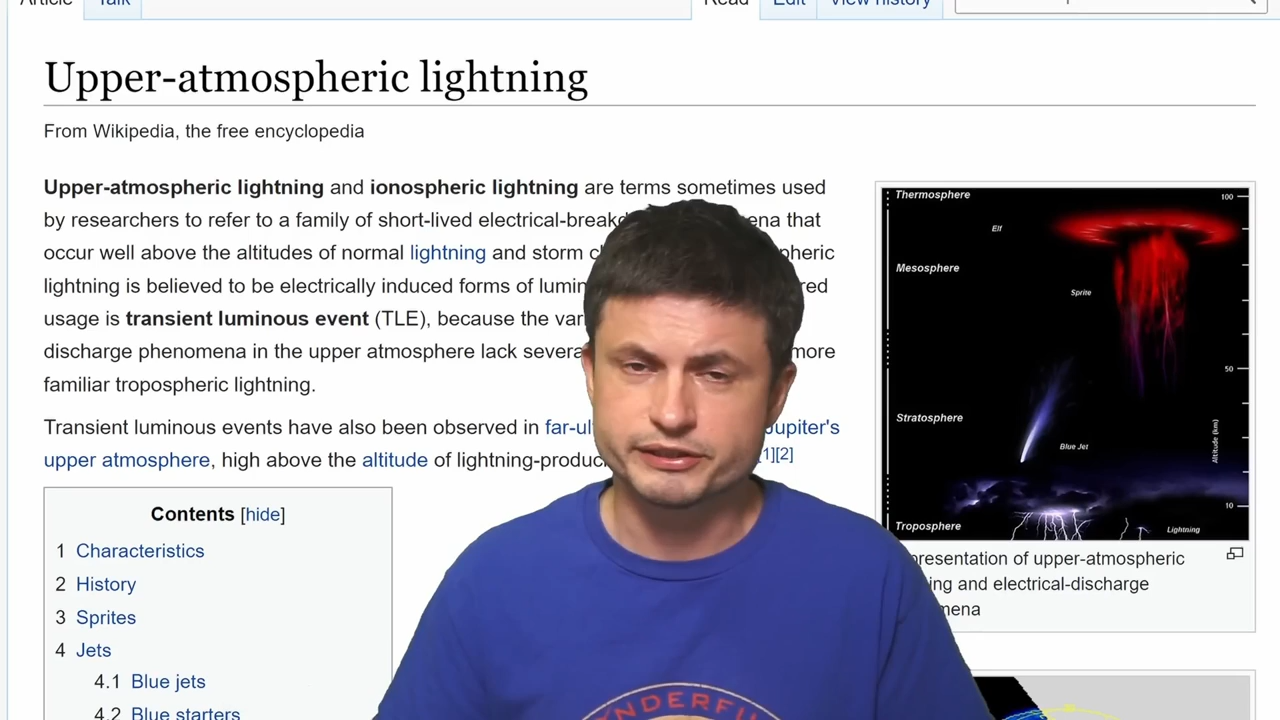 Article Talk Read Edit View history
Upper-atmospheric lightning
From Wikipedia, the free encyclopedia
Upper-atmospheric lightning and ionospheric lightning are terms sometimes used
by researchers to refer to a family of short-lived electrical-breakd ena that
occur well above the altitudes of normal lightning and storm c pheric
lightning is believed to be electrically induced forms of lumin red
usage is transient luminous event (TLE), because the var
discharge phenomena in the upper atmosphere lack severa more
familiar tropospheric lightning.
Transient luminous events have also been observed in far-ul Jupiter's
upper atmosphere, high above the altitude of lightning-produc [1][2]
Contents [hide]
1 Characteristics
2 History
3 Sprites
4 Jets
4.1 Blue jets
4.2 Blue starters
Thermosphere
100
Elf
Mesosphere
Sprite
50
Stratosphere
Altitude (km)
Blue Jet
10
Troposphere
Lightning
presentation of upper-atmospheric
ing and electrical-discharge
mena
NDERFU